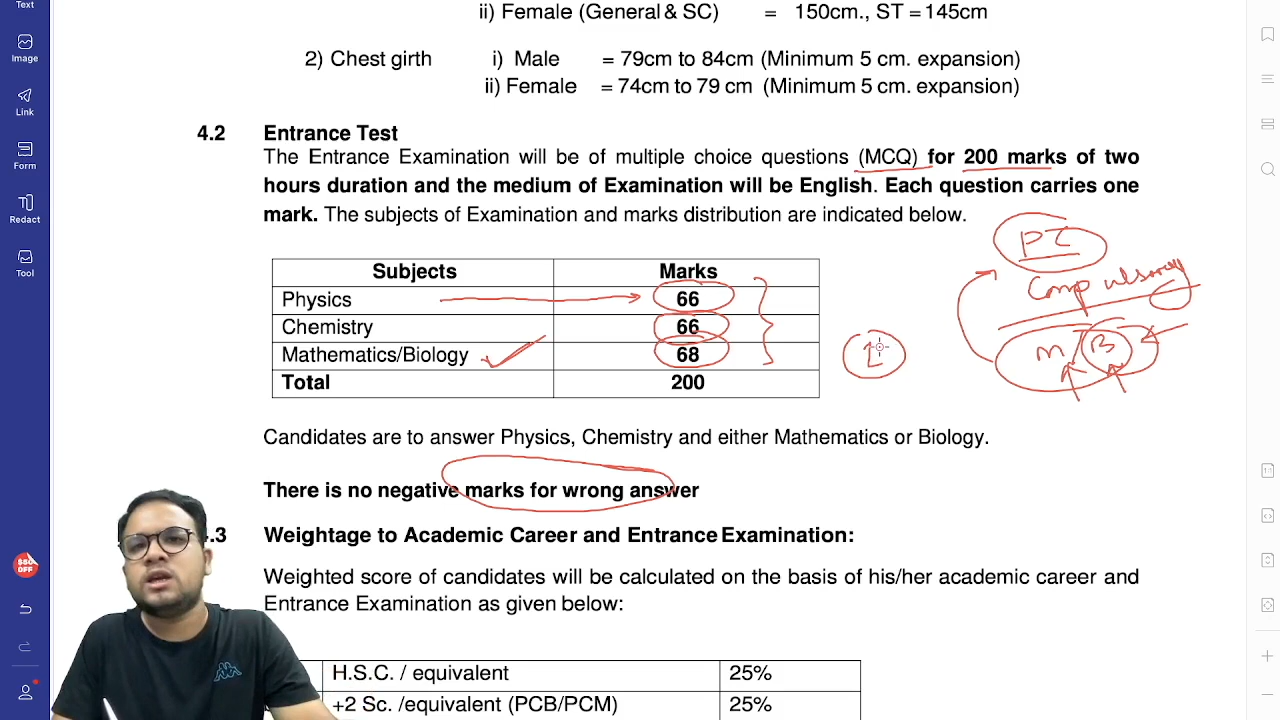 Text
Image
Link
Form
Redact
Tool
$80 OFF
ii) Female (General & SC) = 150cm., ST = 145cm
2) Chest girth i) Male = 79cm to 84cm (Minimum 5 cm. expansion)
ii) Female = 74cm to 79 cm (Minimum 5 cm. expansion)
4.2 Entrance Test
The Entrance Examination will be of multiple choice questions (MCQ) for 200 marks of two
hours duration and the medium of Examination will be English. Each question carries one
mark. The subjects of Examination and marks distribution are indicated below.
Subjects Marks
Physics 66
Chemistry 66
Mathematics/Biology 68
Total 200
PI
Compulsory
M/B
Candidates are to answer Physics, Chemistry and either Mathematics or Biology.
There is no negative marks for wrong answer
.3 Weightage to Academic Career and Entrance Examination:
Weighted score of candidates will be calculated on the basis of his/her academic career and
Entrance Examination as given below:
H.S.C. / equivalent 25%
+2 Sc. /equivalent (PCB/PCM) 25%